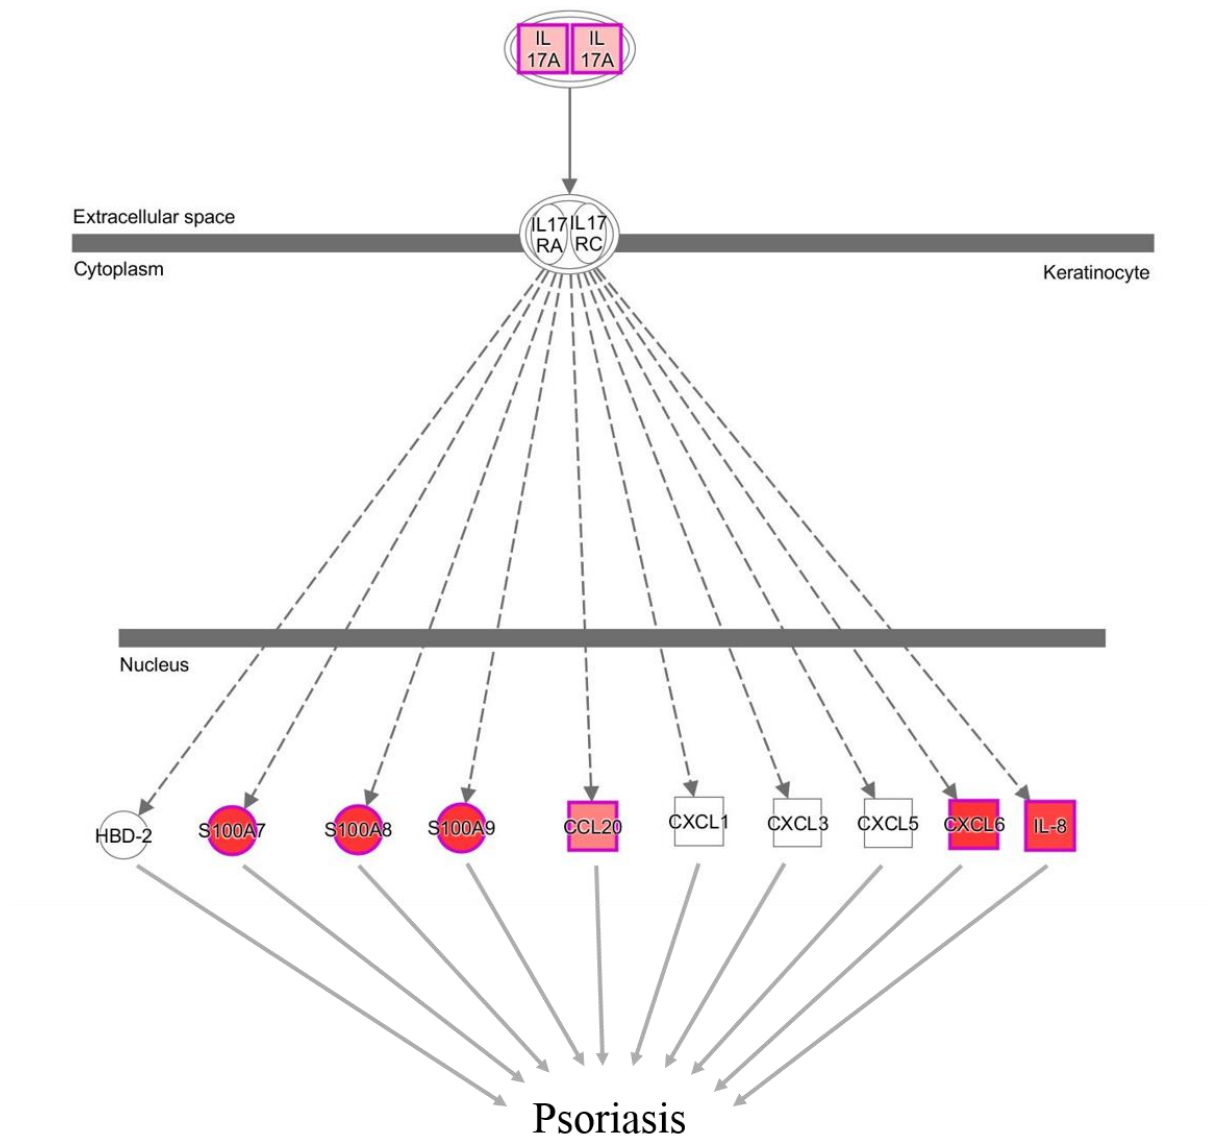 IL IL
17A 17A
Extracellular space
IL17 IL17
RA RC
Cytoplasm
Keratinocyte
Nucleus
HBD-2 S100A7 S100A8 S100A9 CCL20 CXCL1 CXCL3 CXCL5 CXCL6 IL-8
Psoriasis